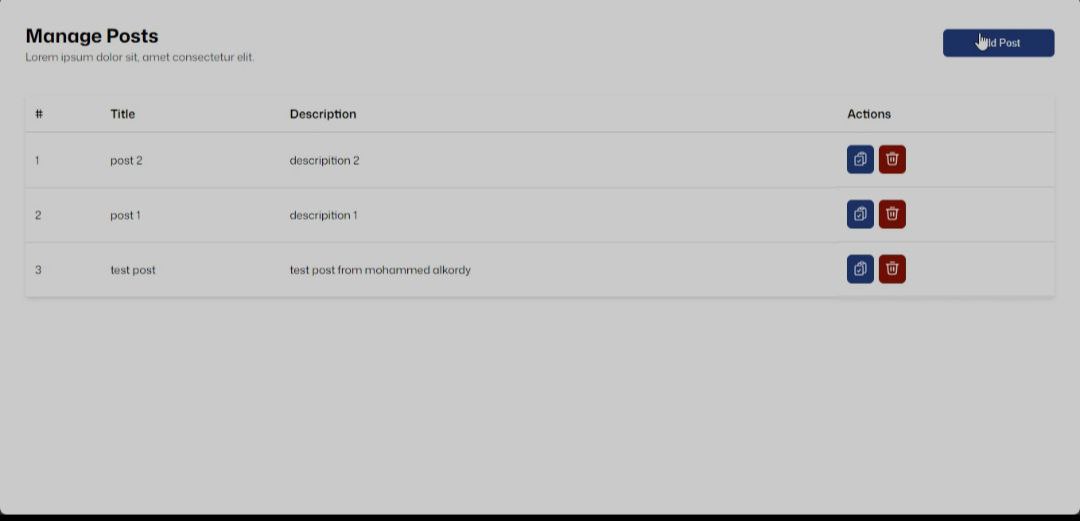 Manage Posts
Lorem ipsum dolor sit, amet consectetur elit.
Post
# Title Description Actions
1 post 2 descripition 2
2 post 1 descripition 1
3 test post test post from mohammed alkordy